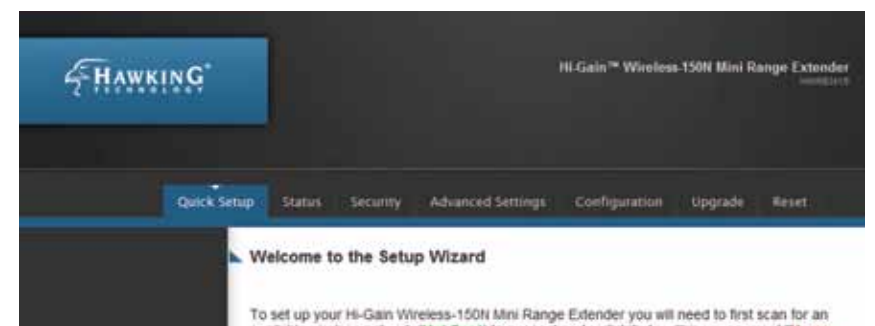 HAWKING
TECHNOLOGY
Hi-Gain™ Wireless-150N Mini Range Extender
Quick Setup Status Security Advanced Settings Configuration Upgrade Reset
Welcome to the Setup Wizard
To set up your Hi-Gain Wireless-150N Mini Range Extender you will need to first scan for an